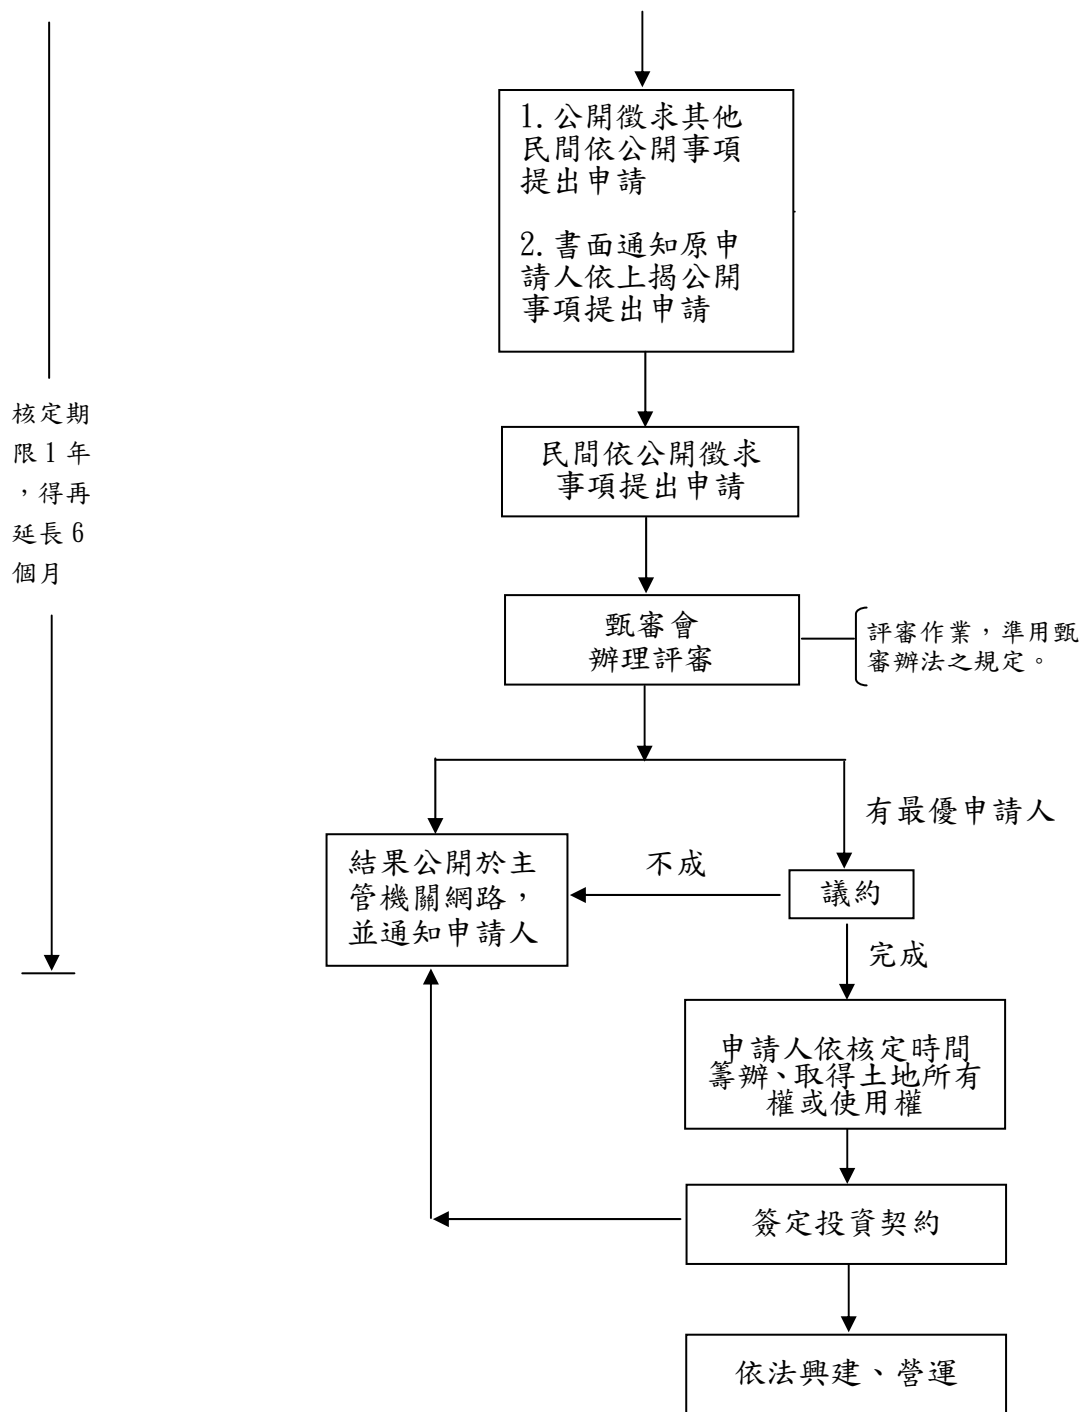 1. 公開徵求其他
民間依公開事項
提出申請
2. 書面通知原申
請人依上揭公開
事項提出申請
核定期
限1年
，得再
延長6
個月
民間依公開徵求
事項提出申請
甄審會
辦理評審
評審作業，準用甄
審辦法之規定。
有最優申請人
結果公開於主
管機關網路，
並通知申請人
不成
議約
完成
申請人依核定時間
籌辦、取得土地所有
權或使用權
簽定投資契約
依法興建、營運